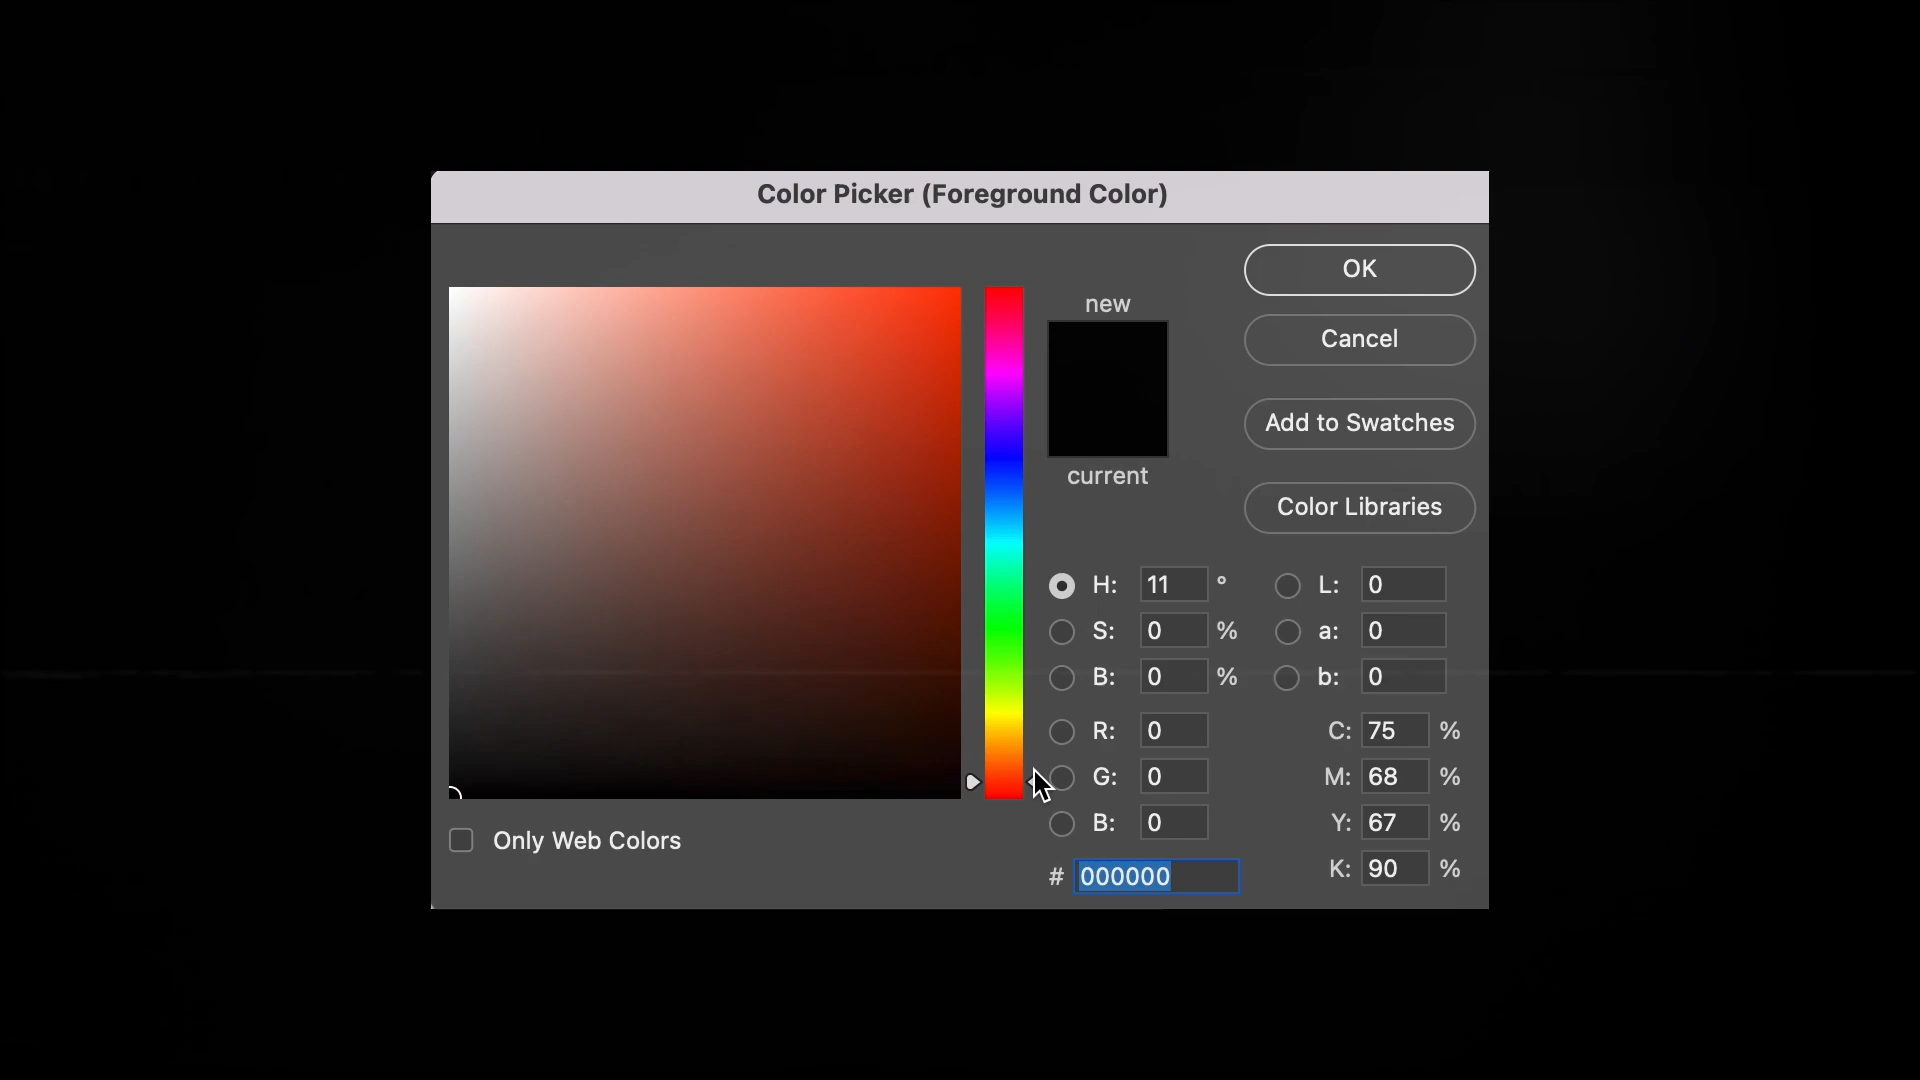 Color Picker (Foreground Color)
OK
new
Cancel
Add to Swatches
current
Color Libraries
H: 11 °
L: 0
S: 0 %
a: 0
B: 0 %
b: 0
R: 0
C: 75 %
G: 0
M: 68 %
B: 0
Y: 67 %
Only Web Colors
# 000000
K: 90 %